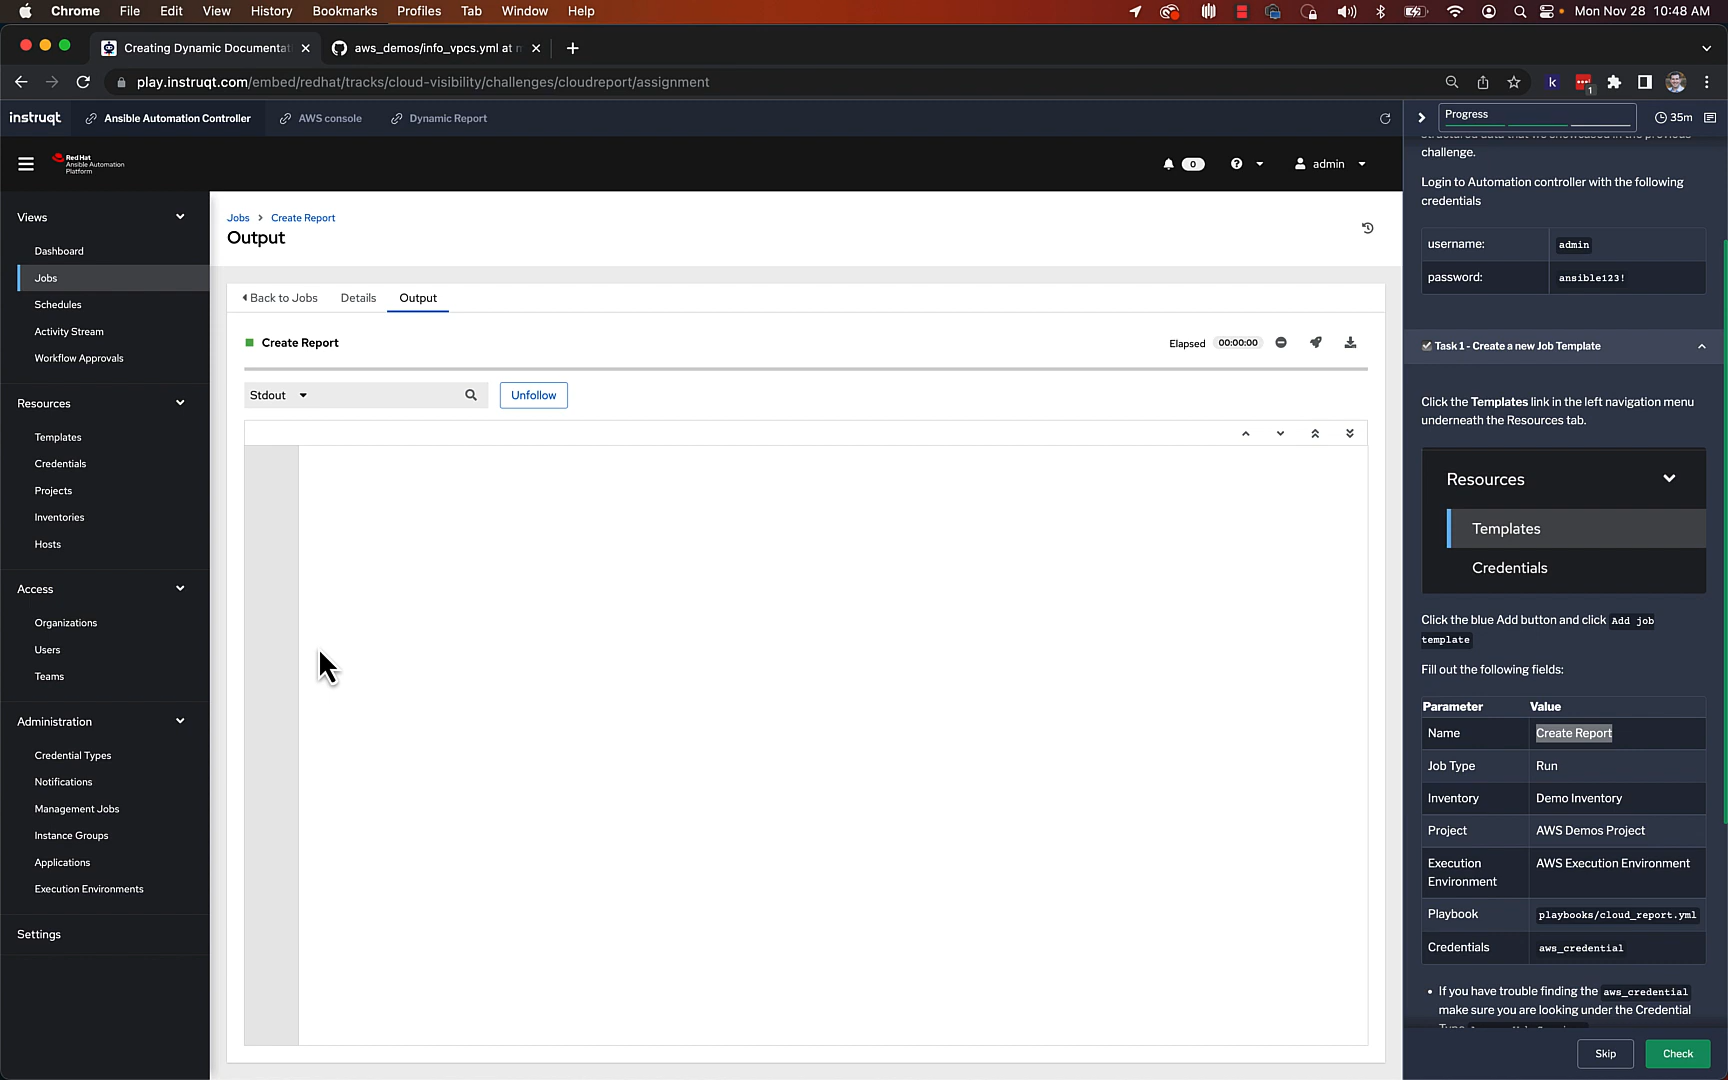 Chrome File Edit View History Bookmarks Profiles Tab Window Help
Mon Nov 28 10:48 AM
Creating Dynamic Documentat
aws_demos/info_vpcs.yml at
play.instruqt.com/embed/redhat/tracks/cloud-visibility/challenges/cloudreport/assignment
1
instruqt
Ansible Automation Controller
AWS console
Dynamic Report
Progress
35m
Red Hat
Ansible Automation
Platform
0
admin
Views
Dashboard
Jobs
Schedules
Activity Stream
Workflow Approvals
Resources
Templates
Credentials
Projects
Inventories
Hosts
Access
Organizations
Users
Teams
Administration
Credential Types
Notifications
Management Jobs
Instance Groups
Applications
Execution Environments
Settings
Jobs > Create Report
Output
Back to Jobs
Details
Output
Create Report
Elapsed 00:00:00
Stdout
Unfollow
challenge.
Login to Automation controller with the following
credentials
username: admin
password: ansible123!
Task 1 - Create a new Job Template
Click the Templates link in the left navigation menu
underneath the Resources tab.
Resources
Templates
Credentials
Click the blue Add button and click Add job
template
Fill out the following fields:
Parameter Value
Name Create Report
Job Type Run
Inventory Demo Inventory
Project AWS Demos Project
Execution
Environment AWS Execution Environment
Playbook playbooks/cloud_report.yml
Credentials aws_credential
• If you have trouble finding the aws_credential
make sure you are looking under the Credential
Skip
Check